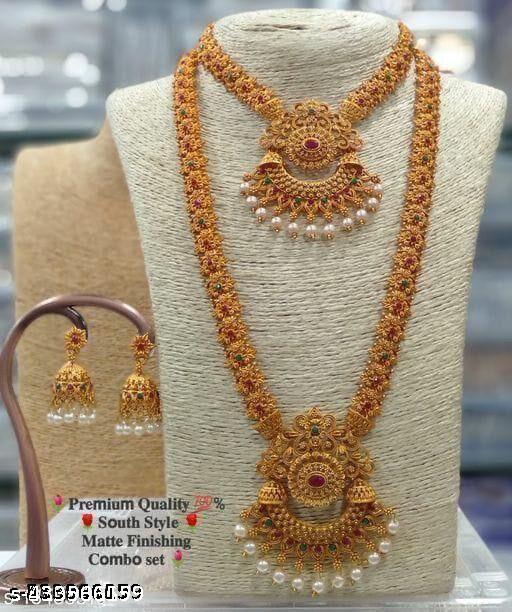 🌷Premium Quality 💯%
🌹 South Style 🌹
Matte Finishing
Combo set 🌷